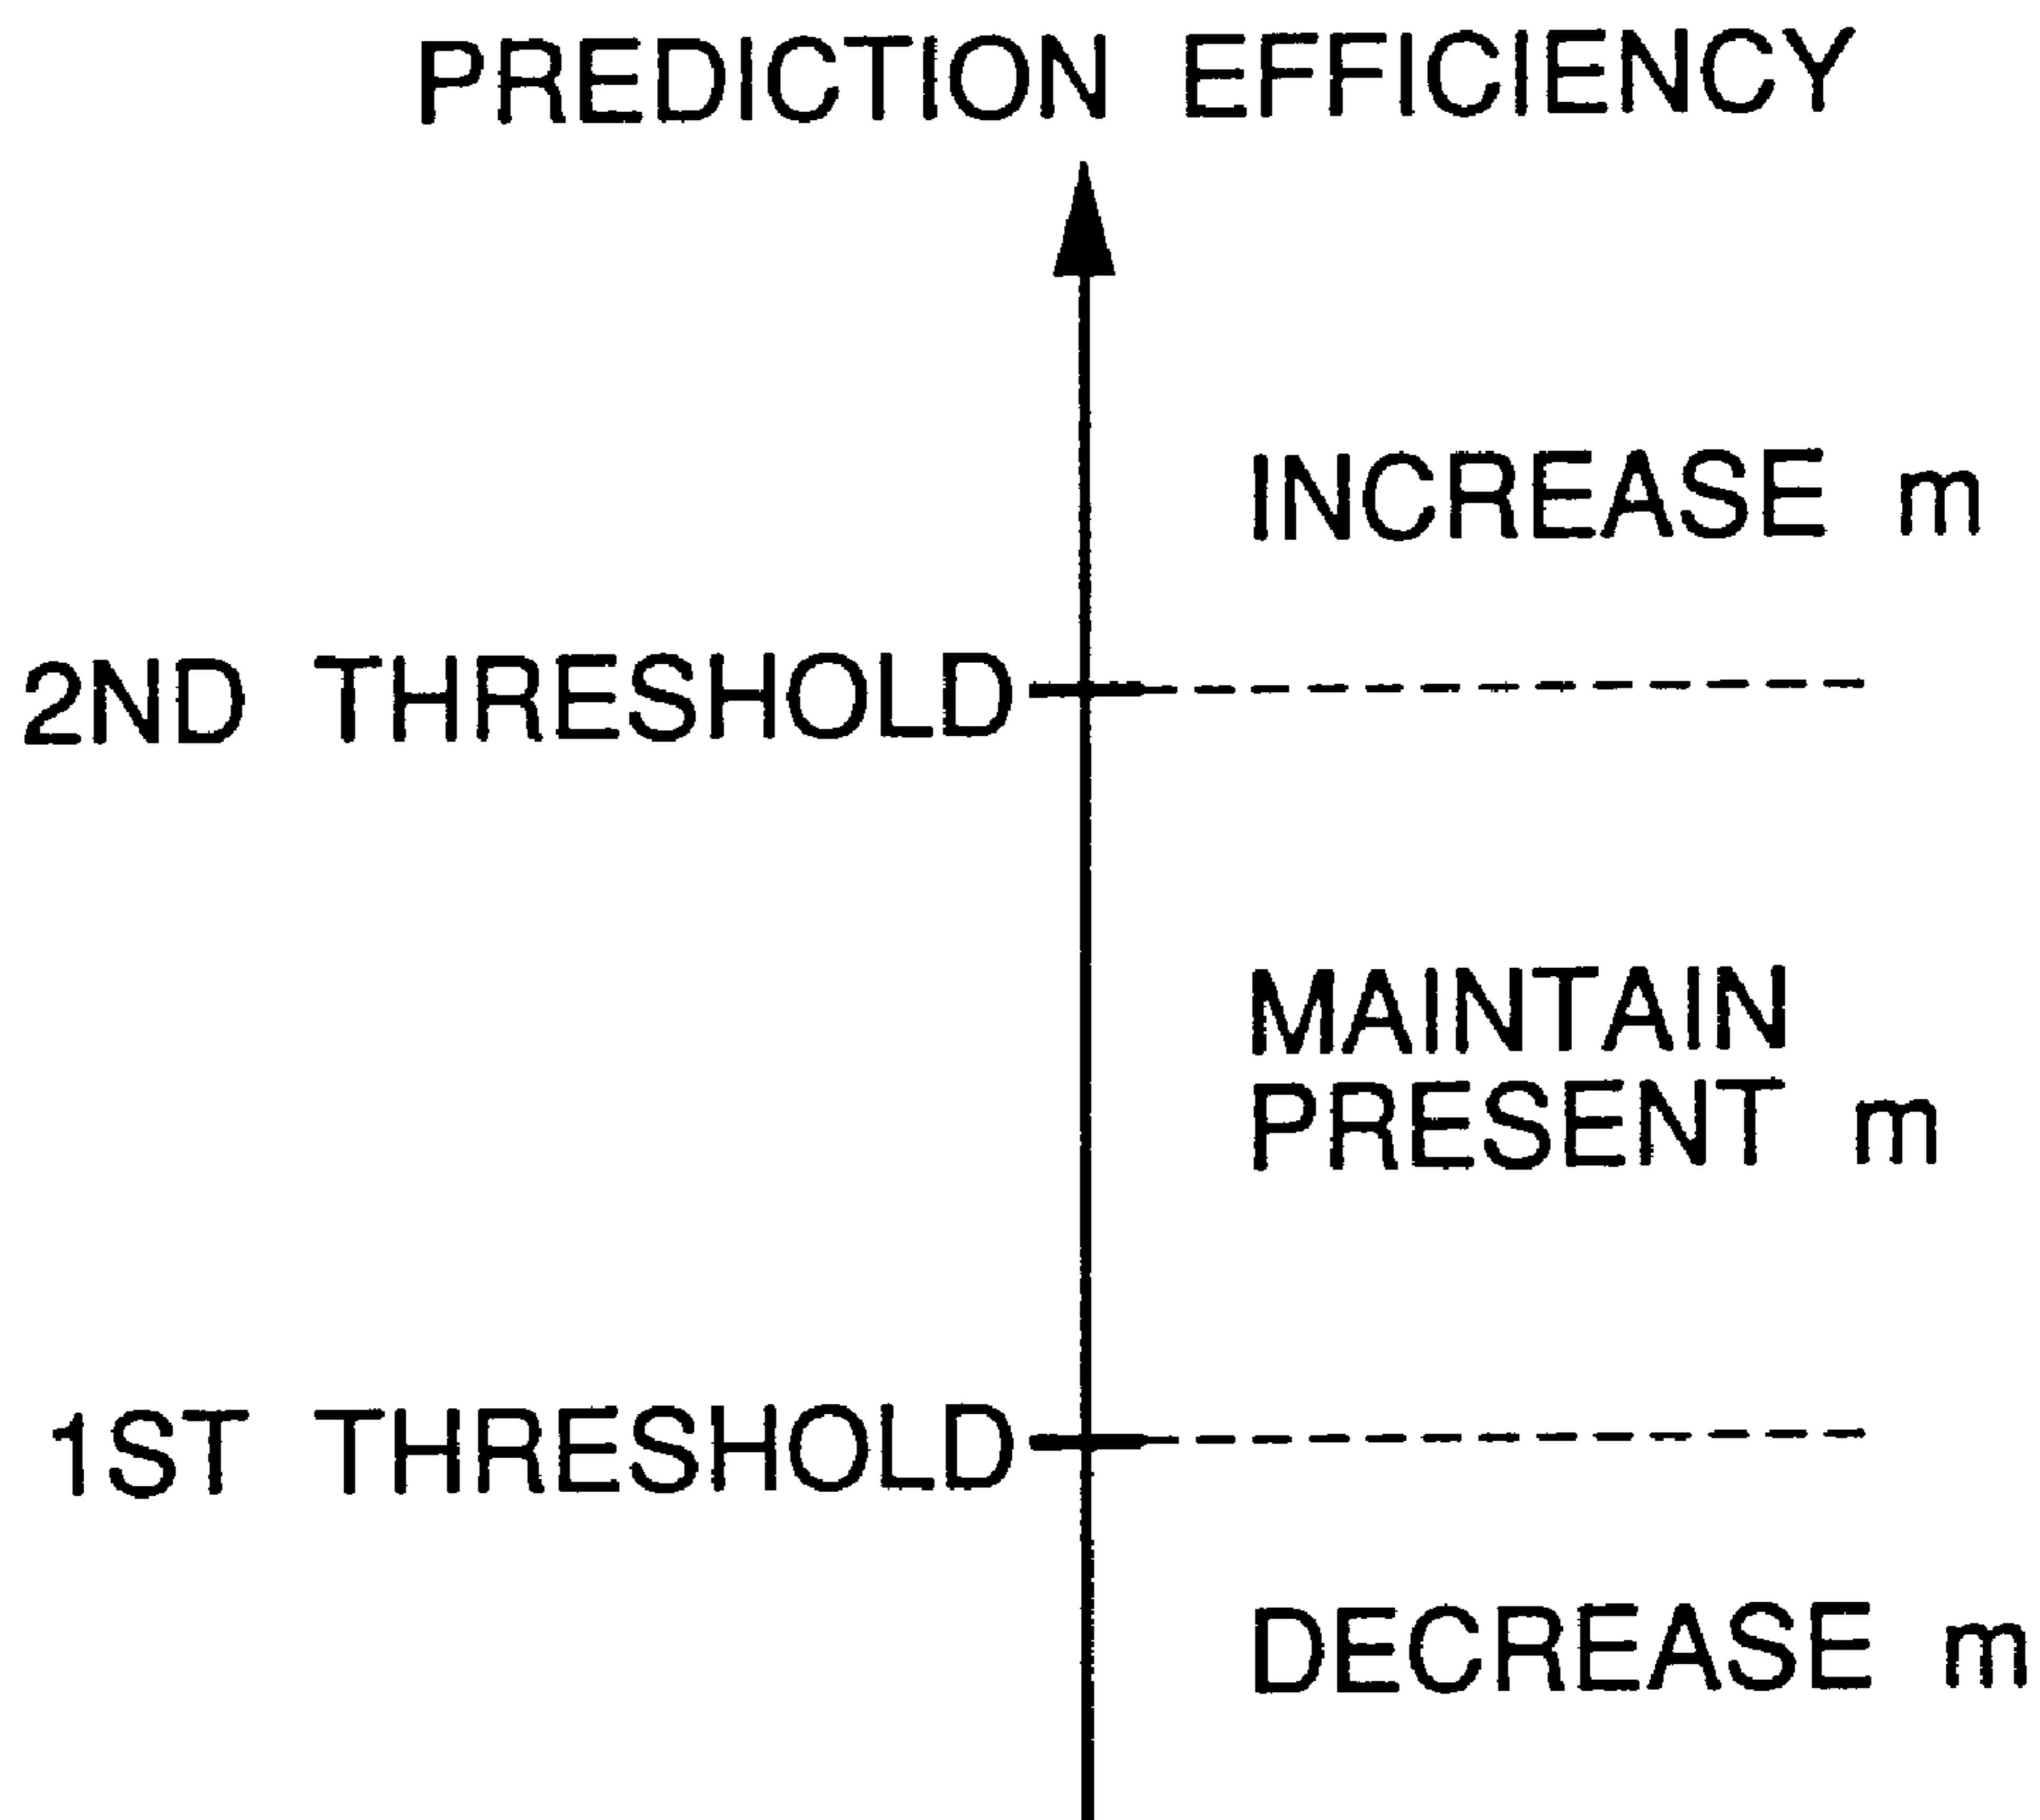 PREDICTION EFFICIENCY
INCREASE m
2ND THRESHOLD
MAINTAIN
PRESENT m
1ST THRESHOLD
DECREASE m